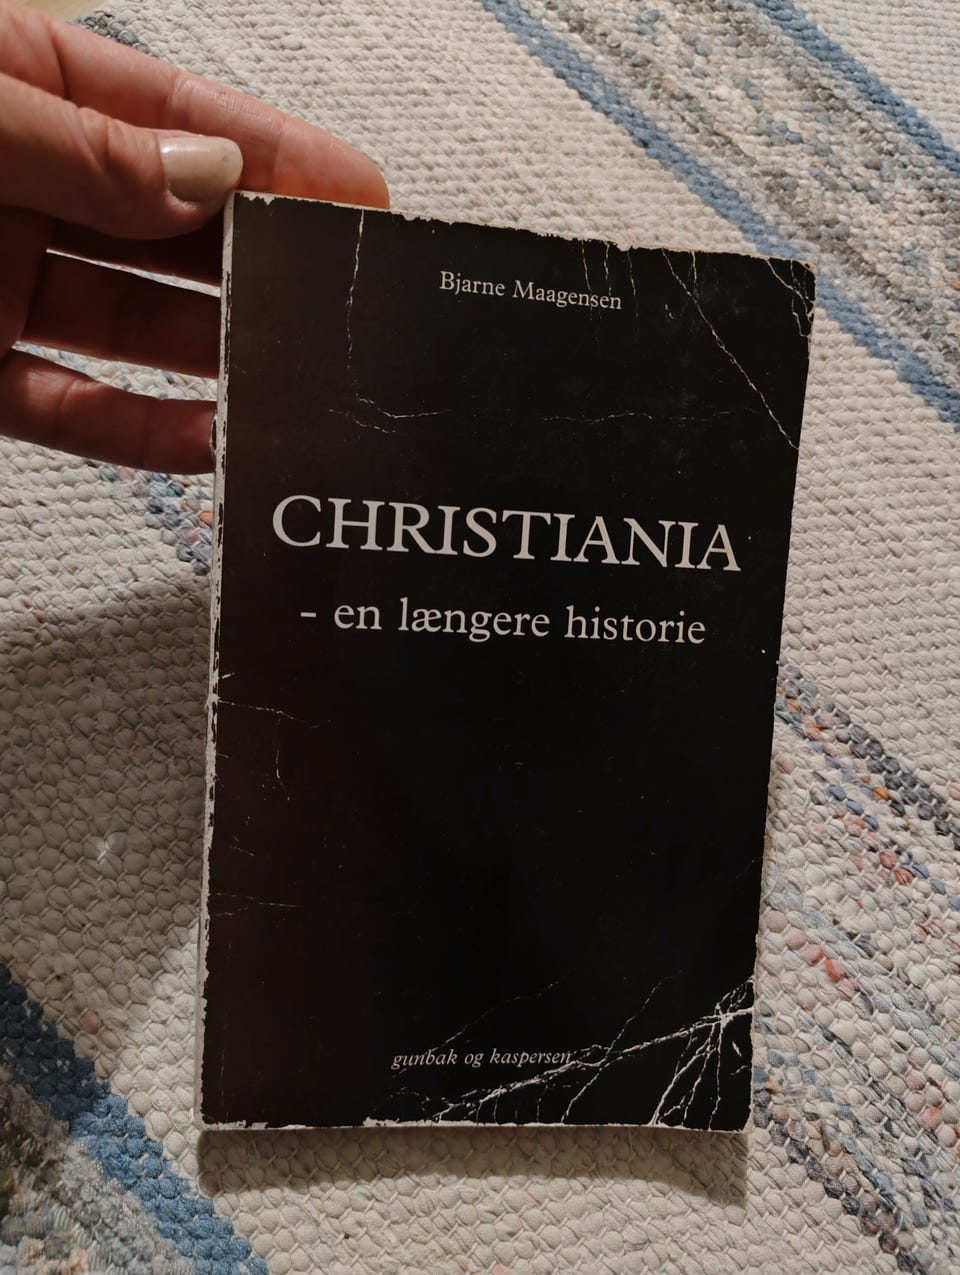 Bjarne Maagensen
CHRISTIANIA
- en længere historie
gunbak og kaspersen